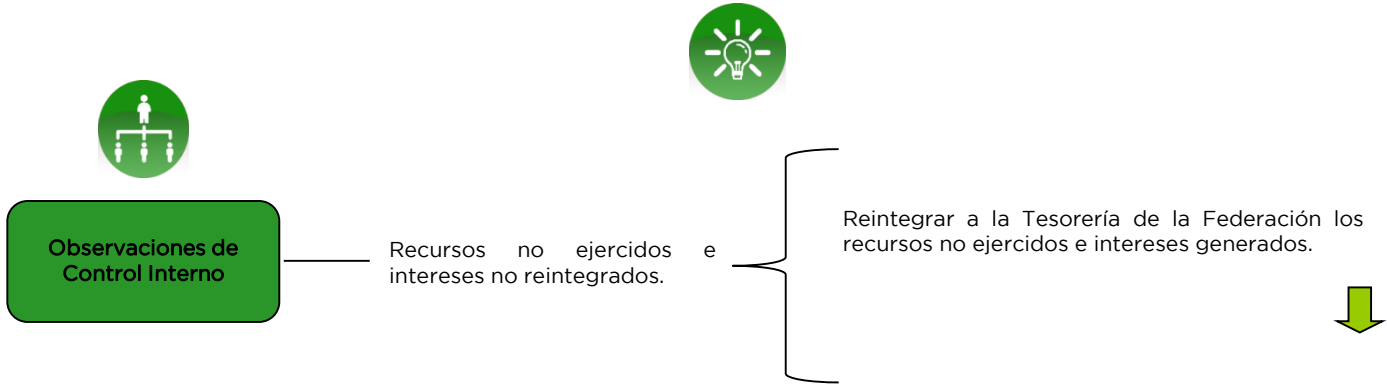 Observaciones de
Control Interno
Recursos no ejercidos e
intereses no reintegrados.
Reintegrar a la Tesorería de la Federación los
recursos no ejercidos e intereses generados.